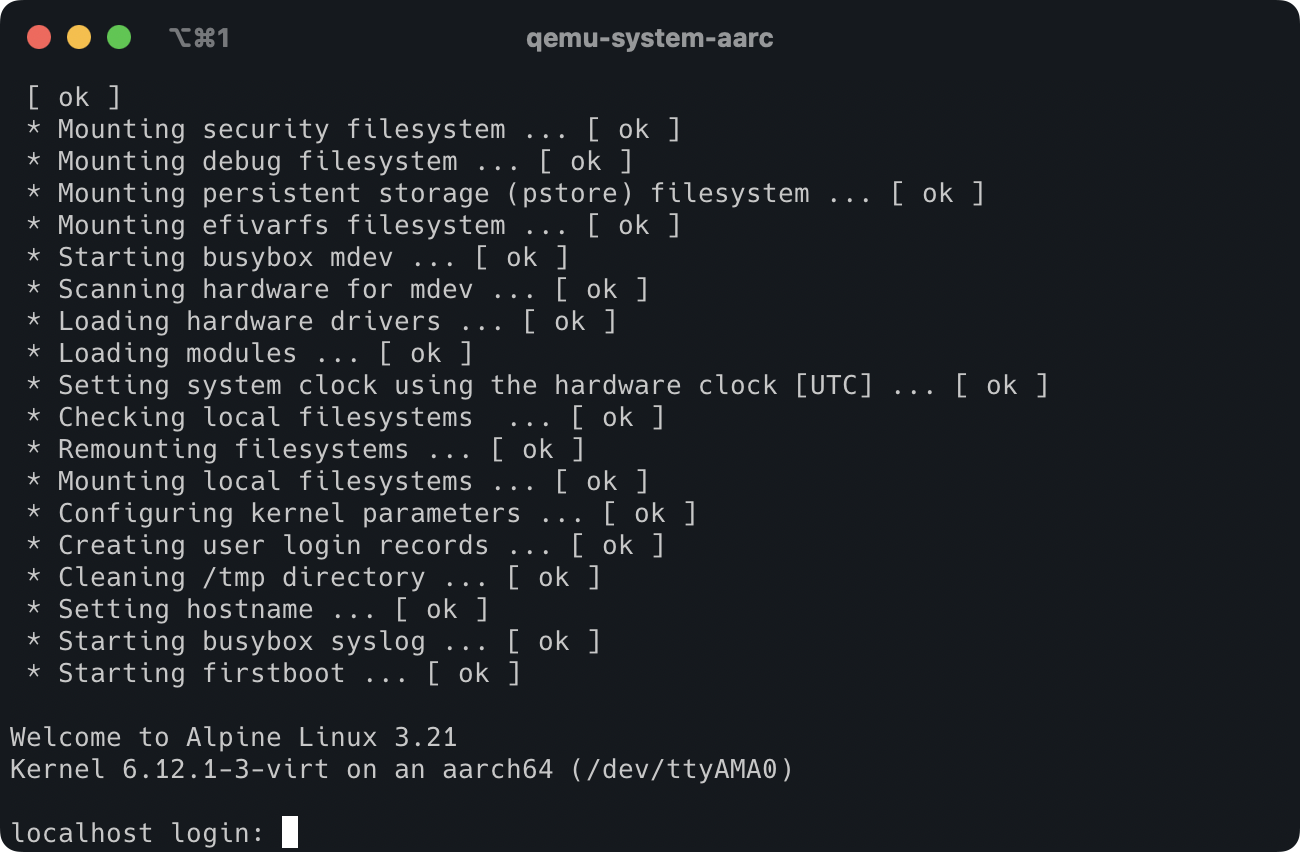 ⌥⌘1
qemu-system-aarc
[ ok ]
* Mounting security filesystem ... [ ok ]
* Mounting debug filesystem ... [ ok ]
* Mounting persistent storage (pstore) filesystem ... [ ok ]
* Mounting efivarfs filesystem ... [ ok ]
* Starting busybox mdev ... [ ok ]
* Scanning hardware for mdev ... [ ok ]
* Loading hardware drivers ... [ ok ]
* Loading modules ... [ ok ]
* Setting system clock using the hardware clock [UTC] ... [ ok ]
* Checking local filesystems  ... [ ok ]
* Remounting filesystems ... [ ok ]
* Mounting local filesystems ... [ ok ]
* Configuring kernel parameters ... [ ok ]
* Creating user login records ... [ ok ]
* Cleaning /tmp directory ... [ ok ]
* Setting hostname ... [ ok ]
* Starting busybox syslog ... [ ok ]
* Starting firstboot ... [ ok ]
Welcome to Alpine Linux 3.21
Kernel 6.12.1-3-virt on an aarch64 (/dev/ttyAMA0)
localhost login: